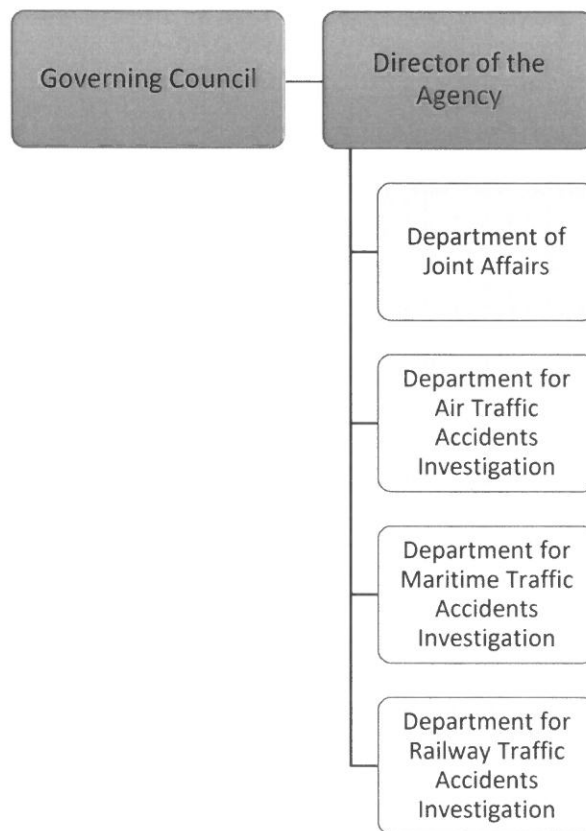 Governing Council
Director of the
Agency
Department of
Joint Affairs
Department for
Air Traffic
Accidents
Investigation
Department for
Maritime Traffic
Accidents
Investigation
Department for
Railway Traffic
Accidents
Investigation